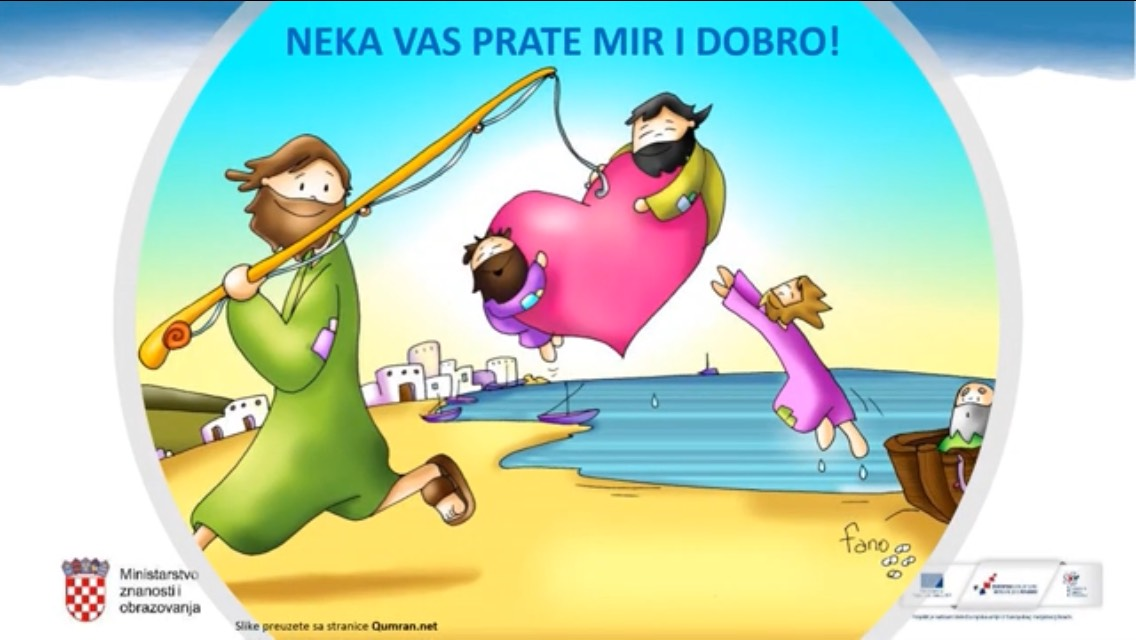 NEKA VAS PRATE MIR I DOBRO!
fano
Ministarstvo
znanosti i
obrazovanja
Slike preuzete sa stranice Qumran.net